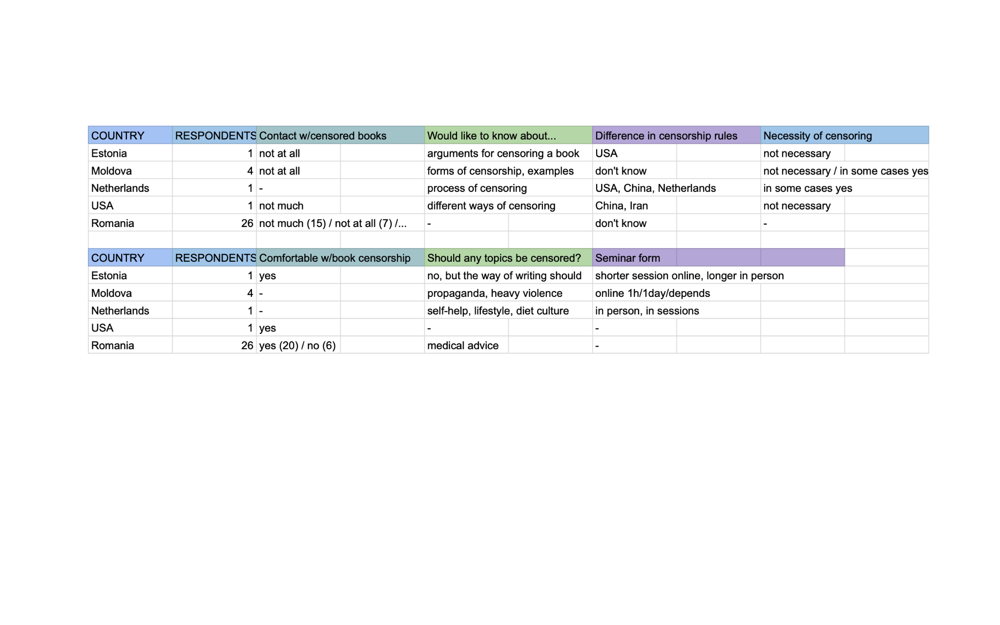 COUNTRY RESPONDENTS Contact w/censored books Would like to know about... Difference in censorship rules Necessity of censoring
Estonia 1 not at all arguments for censoring a book USA not necessary
Moldova 4 not at all forms of censorship, examples don't know not necessary / in some cases yes
Netherlands 1 - process of censoring USA, China, Netherlands in some cases yes
USA 1 not much different ways of censoring China, Iran not necessary
Romania 26 not much (15) / not at all (7) /... - don't know -
COUNTRY RESPONDENTS Comfortable w/book censorship Should any topics be censored? Seminar form
Estonia 1 yes no, but the way of writing should shorter session online, longer in person
Moldova 4 - propaganda, heavy violence online 1h/1day/depends
Netherlands 1 - self-help, lifestyle, diet culture in person, in sessions
USA 1 yes - -
Romania 26 yes (20) / no (6) medical advice -